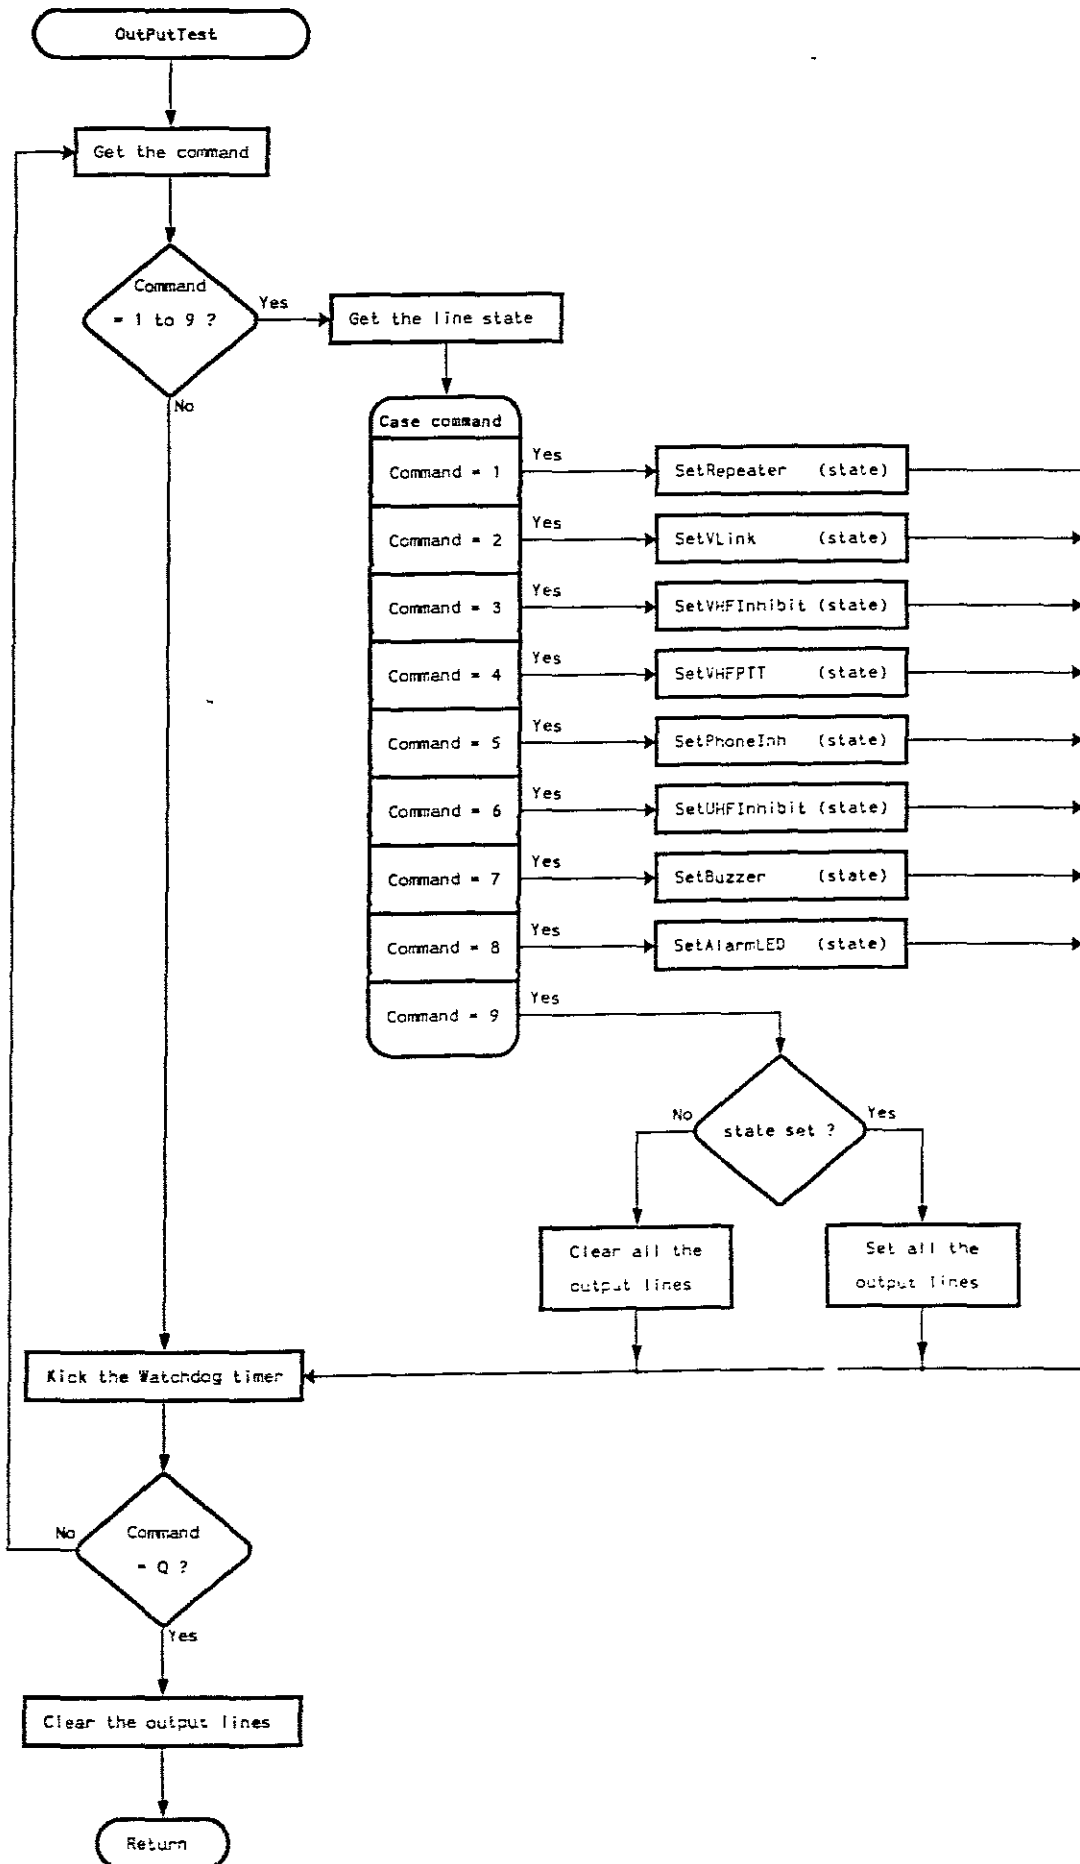 OutPutTest
Get the command
Command
= 1 to 9 ?
Yes
No
Get the line state
Case command
Command = 1
Yes
SetRepeater (state)
Command = 2
Yes
SetVLink (state)
Command = 3
Yes
SetVHFInhibit (state)
Command = 4
Yes
SetVHFPTT (state)
Command = 5
Yes
SetPhoneInh (state)
Command = 6
Yes
SetUHFInhibit (state)
Command = 7
Yes
SetBuzzer (state)
Command = 8
Yes
SetAlarmLED (state)
Command = 9
Yes
No
state set ?
Yes
Clear all the
output lines
Set all the
output lines
Kick the Watchdog timer
No
Command
= Q ?
Yes
Clear the output lines
Return